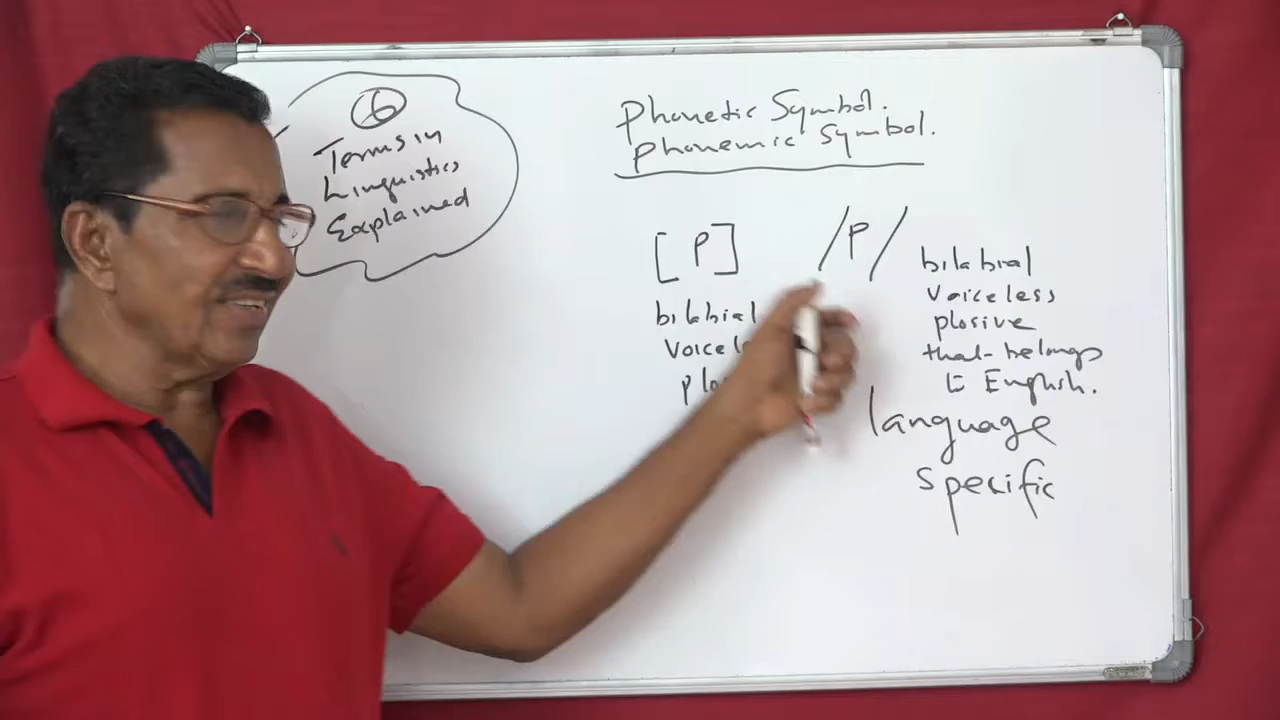 6
Terms in
Linguistics
Explained
Phonetic Symbol.
Phonemic Symbol.
[P]
bilabial
/P/
bilabial
voiceless
plosive
that belongs
to English.
language
specific